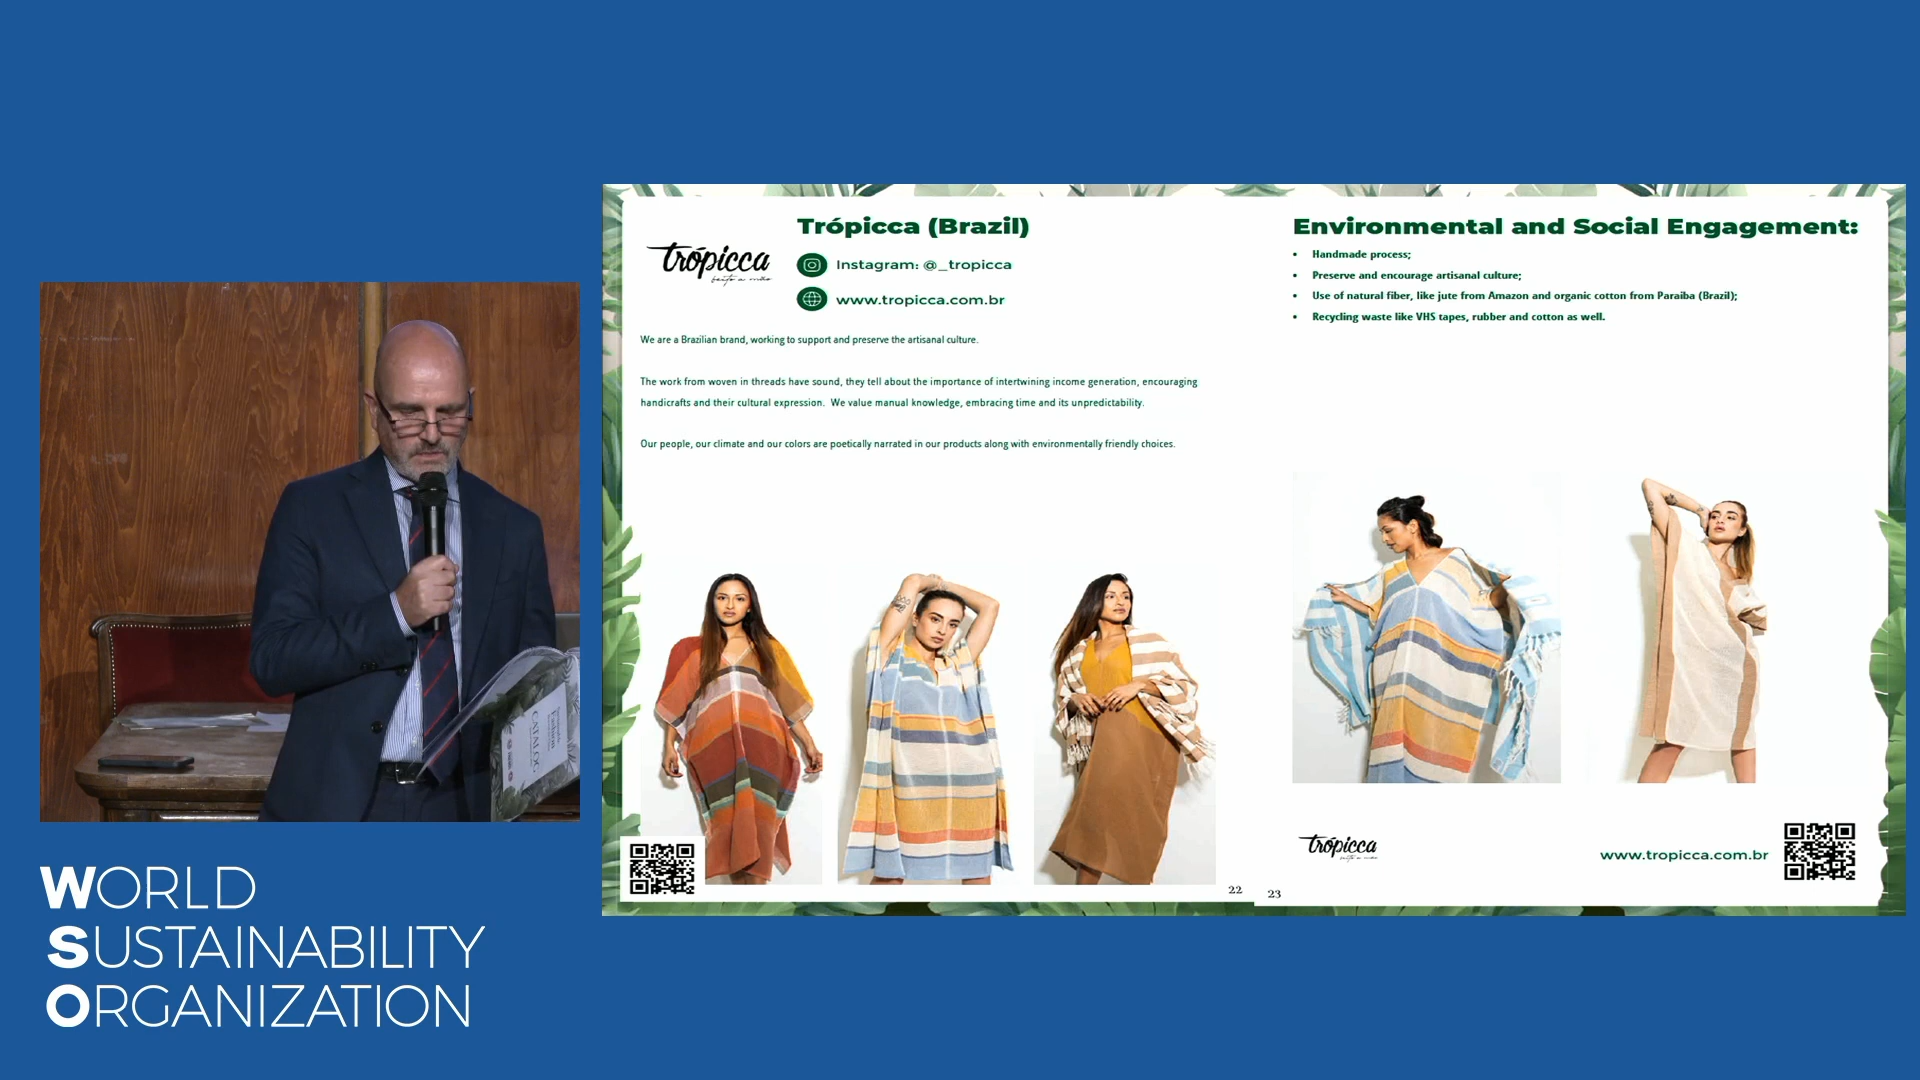 WORLD
SUSTAINABILITY
ORGANIZATION
CATALOG
trópicca
feito a mão
Trópicca (Brazil)
Instagram: @_tropicca
www.tropicca.com.br
We are a Brazilian brand, working to support and preserve the artisanal culture.
The work from woven in threads have sound, they tell about the importance of intertwining income generation, encouraging
handicrafts and their cultural expression. We value manual knowledge, embracing time and its unpredictability.
Our people, our climate and our colors are poetically narrated in our products along with environmentally friendly choices.
22
Environmental and Social Engagement:
• Handmade process;
• Preserve and encourage artisanal culture;
• Use of natural fiber, like jute from Amazon and organic cotton from Paraiba (Brazil);
• Recycling waste like VHS tapes, rubber and cotton as well.
trópicca
www.tropicca.com.br
23